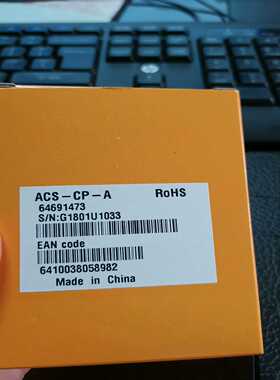 ACS-CP-A RoHS
64691473
S/N:G1801U1033
EAN code
6410038058982
Made in China